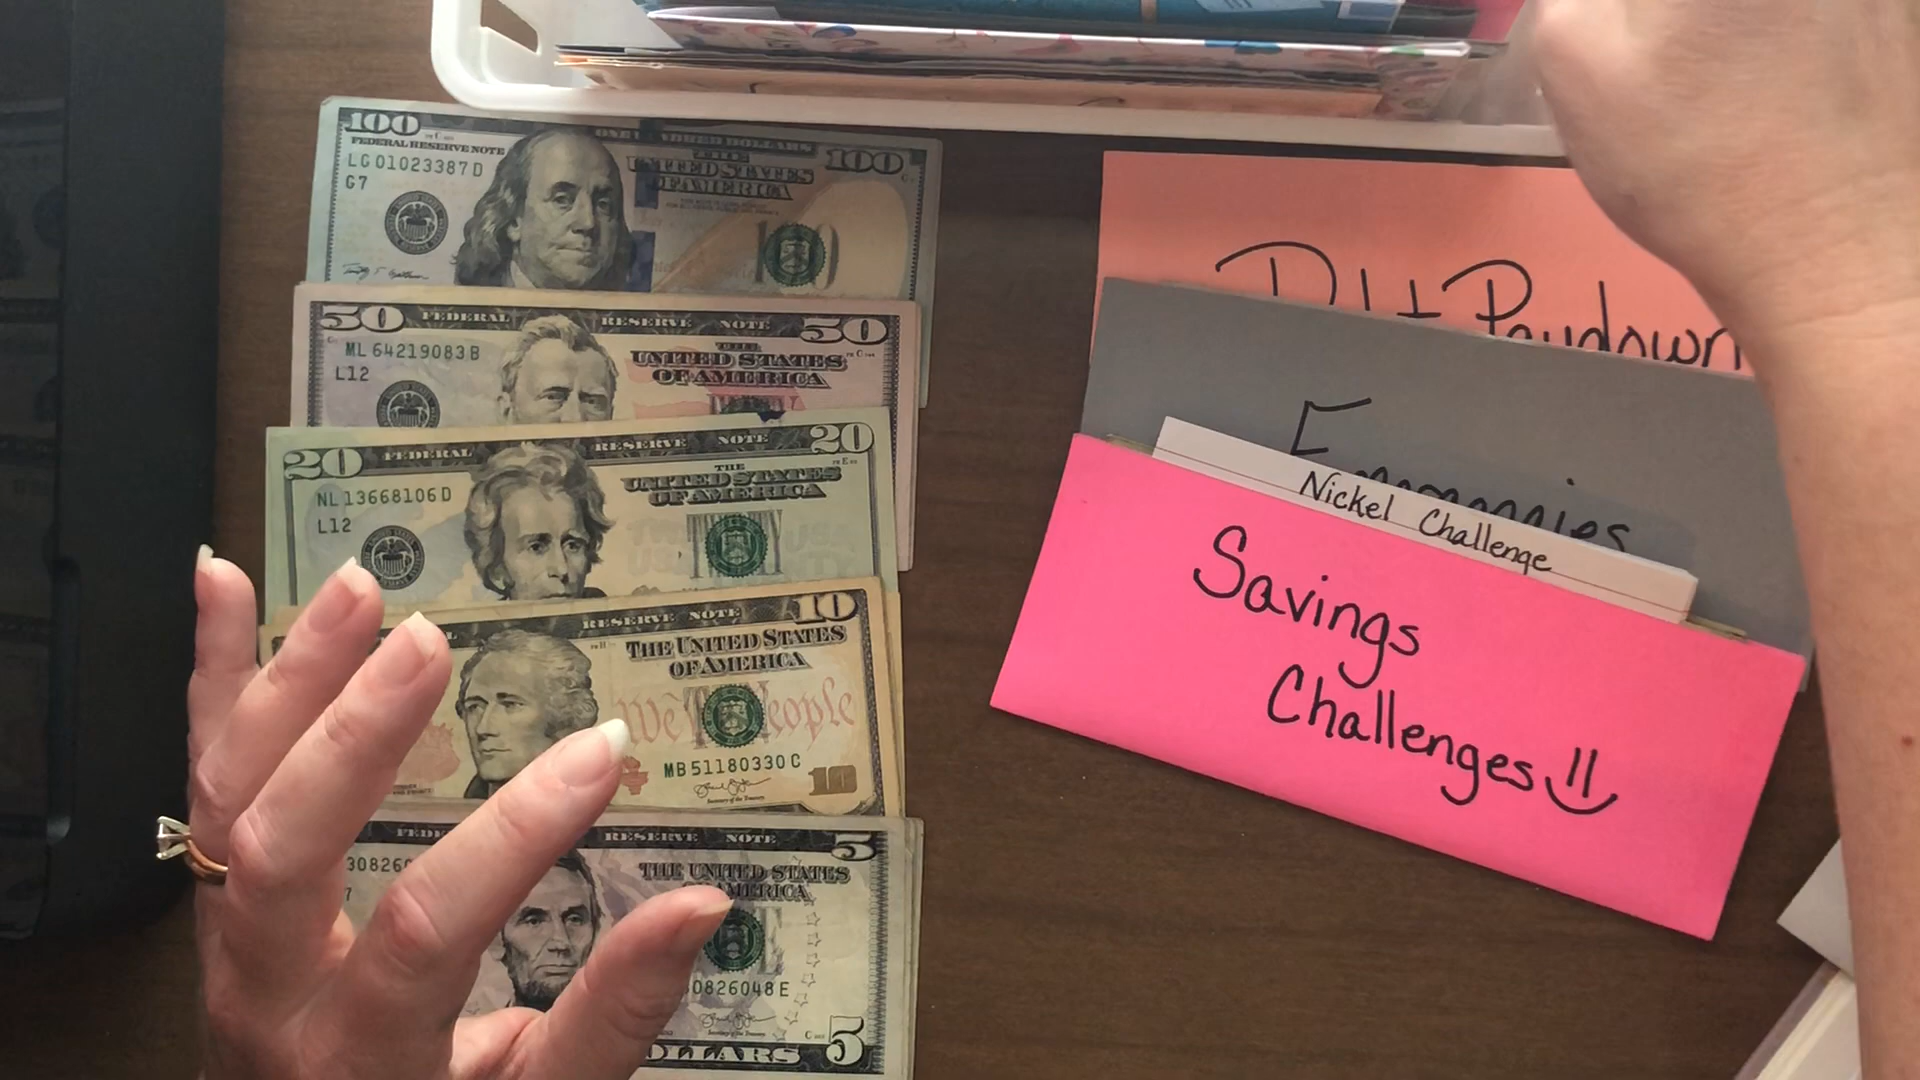 100
FEDERAL RESERVE NOTE
LG 01023387 D
G7
THE
UNITED STATES
OF AMERICA
100
50
FEDERAL RESERVE NOTE
50
ML 64219083 B
L12
THE
UNITED STATES
OF AMERICA
20
FEDERAL RESERVE NOTE
20
NL 13668106 D
L12
THE
UNITED STATES
OF AMERICA
RESERVE NOTE
10
THE UNITED STATES
OF AMERICA
We People
MB 51180330 C
10
RESERVE NOTE
5
THE UNITED STATES
AMERICA
0826048 E
DOLLARS
5
Paydown
Nickel Challenge
Savings
Challenges!!